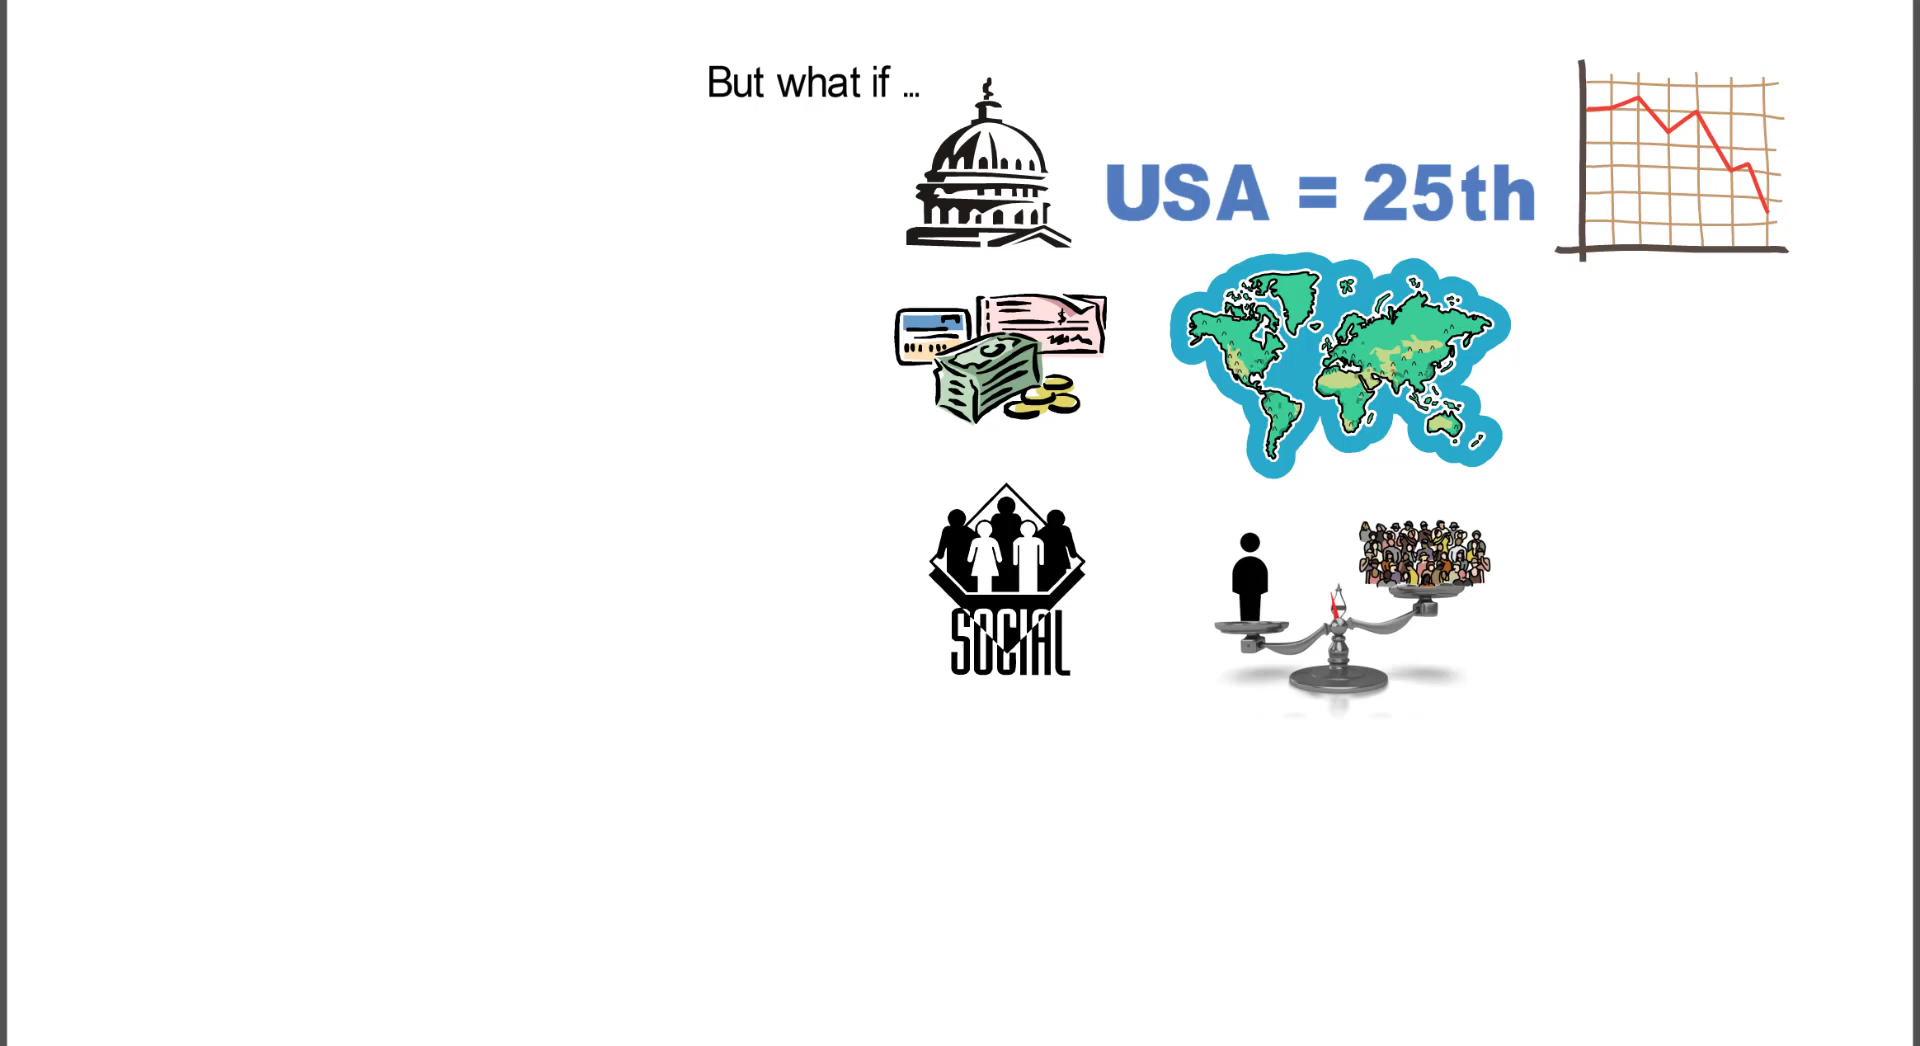 But what if ...
USA = 25th
$
SOCIAL